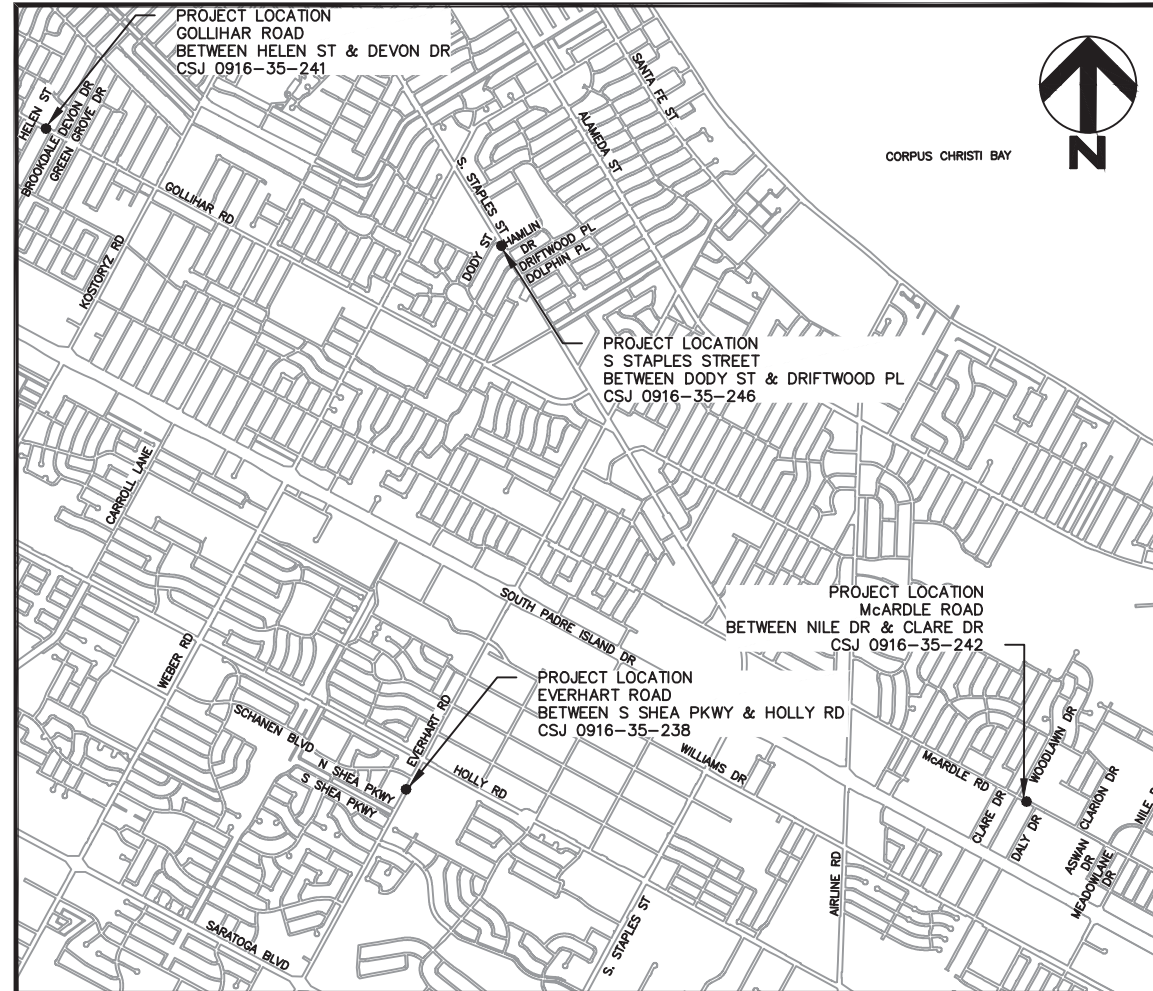 PROJECT LOCATION
GOLLIHAR ROAD
BETWEEN HELEN ST & DEVON DR
CSJ 0916-35-241
HELEN ST
BROOKDALE
DEVON DR
GREEN GROVE DR
SANTA FE ST
ALAMEDA ST
N
CORPUS CHRISTI BAY
S. STAPLES ST
GOLLIHAR RD
KOSTORYZ RD
DODY ST
HAMLIN
DR
DRIFTWOOD PL
DOLPHIN PL
PROJECT LOCATION
S STAPLES STREET
BETWEEN DODY ST & DRIFTWOOD PL
CSJ 0916-35-246
CARROLL LANE
WEBER RD
SOUTH PADRE ISLAND DR
PROJECT LOCATION
McARDLE ROAD
BETWEEN NILE DR & CLARE DR
CSJ 0916-35-242
PROJECT LOCATION
EVERHART ROAD
BETWEEN S SHEA PKWY & HOLLY RD
CSJ 0916-35-238
SCHANEN BLVD
N SHEA PKWY
S SHEA PKWY
EVERHART RD
HOLLY RD
WILLIAMS DR
McARDLE RD
WOODLAWN DR
CLARE DR
DALY DR
CLARION DR
NILE
ASWAN
DR
MEADOWLANE
DR
AIRLINE RD
SARATOGA BLVD
S. STAPLES ST